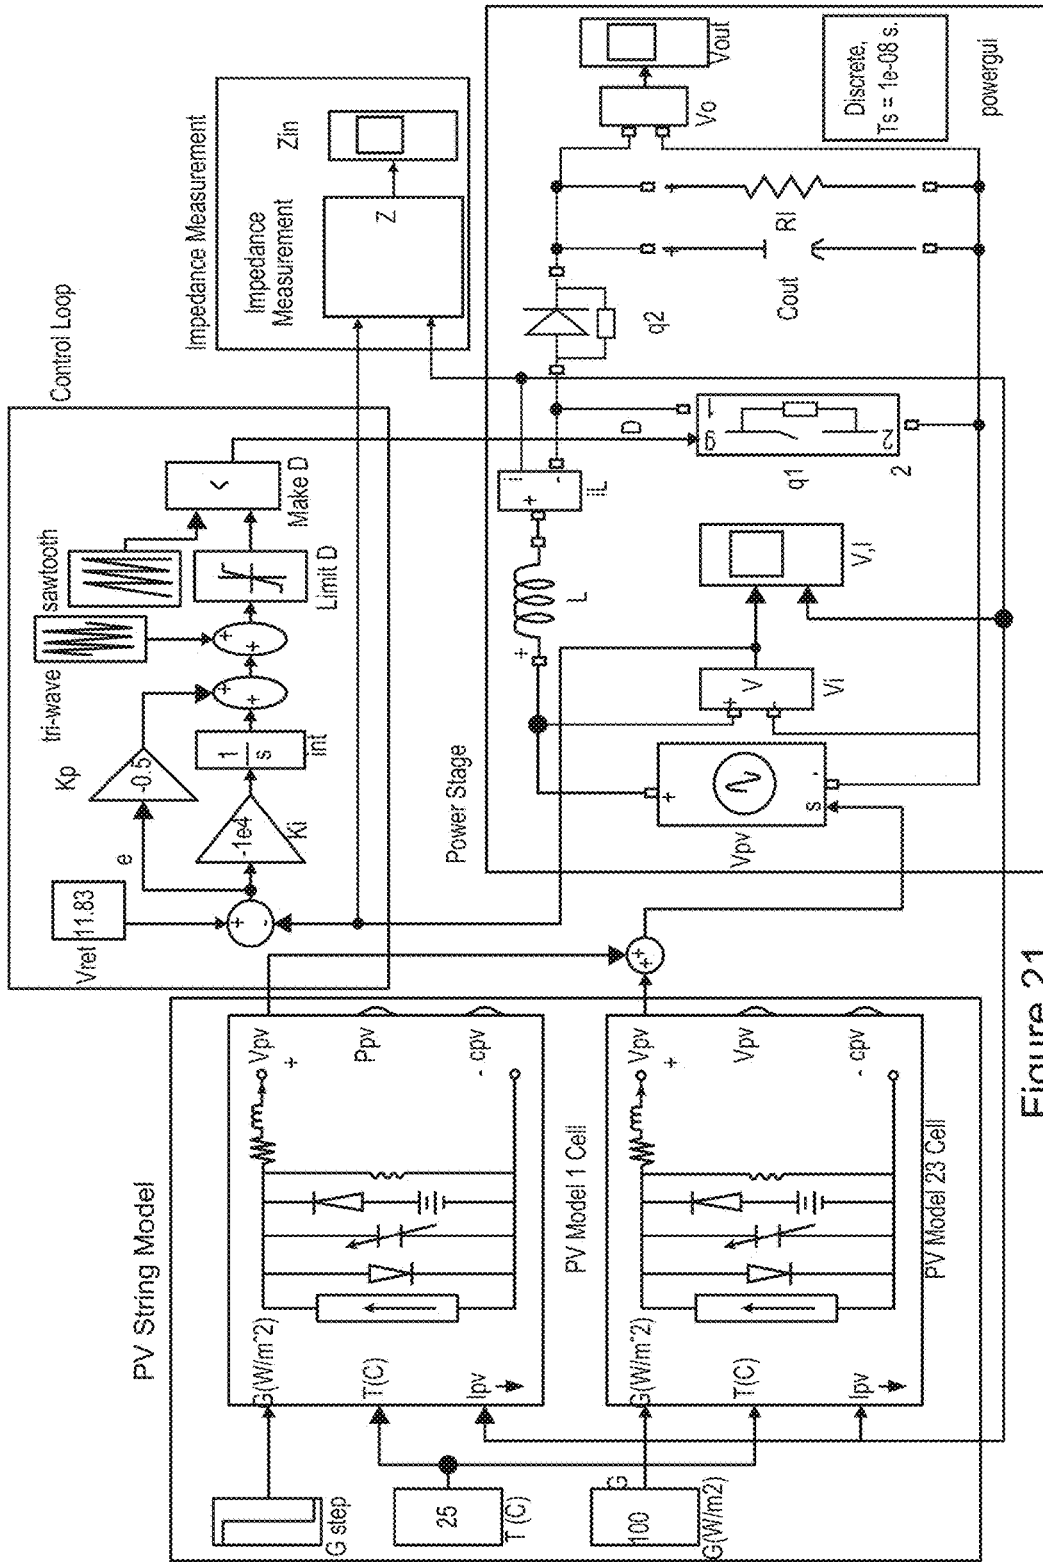 PV String Model
G step
25
T (C)
100
G
G(W/m2)
G(W/m^2)
T(C)
Ipv
Vpv
+
Ppv
- cpv
PV Model 1 Cell
G(W/m^2)
T(C)
Ipv
Vpv
+
Vpv
- cpv
PV Model 23 Cell
+
+
Control Loop
Vref
11.83
+
-
e
Kp
-0.5
-1e4
Ki
1
s
int
+
+
tri-wave
+
+
sawtooth
Limit D
<
Make D
Impedance Measurement
Impedance
Measurement
Z
Zin
Power Stage
Vpv
+
s
-
+
V
-
Vi
V,I
+
L
+
i
-
iL
D
g
1
2
q1
2
q2
+
Cout
+
Rl
Vo
Vout
Discrete,
Ts = 1e-08 s.
powergui
Figure 21